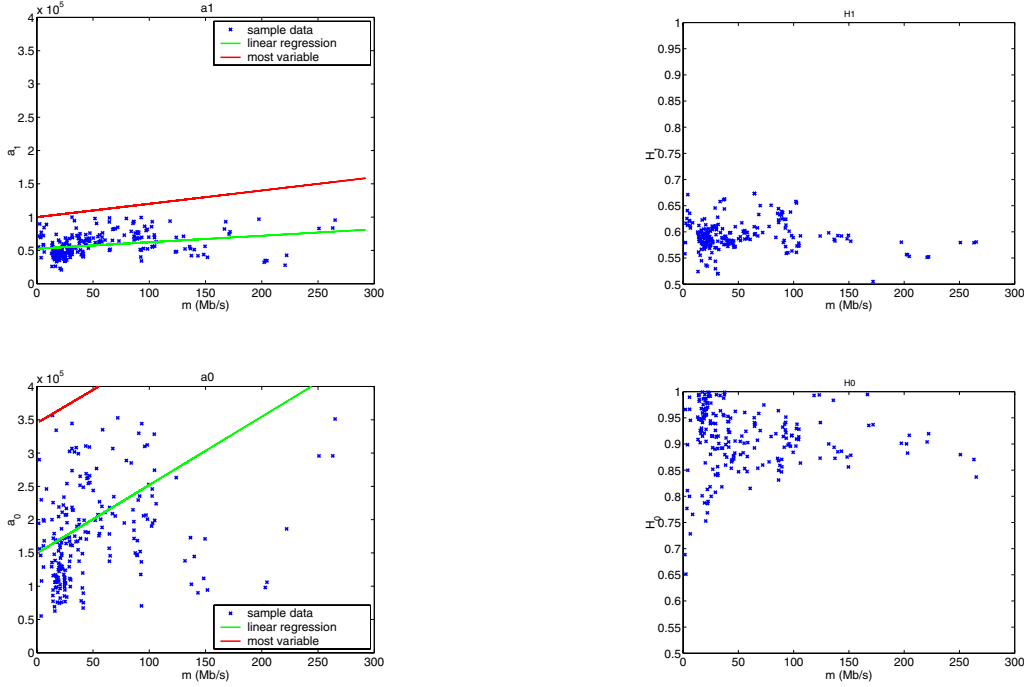 a1
x 10^5
4
3.5
3
2.5
2
1.5
1
0.5
0
a_1
sample data
linear regression
most variable
0 50 100 150 200 250 300
m (Mb/s)
H1
1
0.95
0.9
0.85
0.8
0.75
0.7
0.65
0.6
0.55
0.5
H_1
0 50 100 150 200 250 300
m (Mb/s)
a0
x 10^5
4
3.5
3
2.5
2
1.5
1
0.5
0
a_0
sample data
linear regression
most variable
0 50 100 150 200 250 300
m (Mb/s)
H0
1
0.95
0.9
0.85
0.8
0.75
0.7
0.65
0.6
0.55
0.5
H_0
0 50 100 150 200 250 300
m (Mb/s)